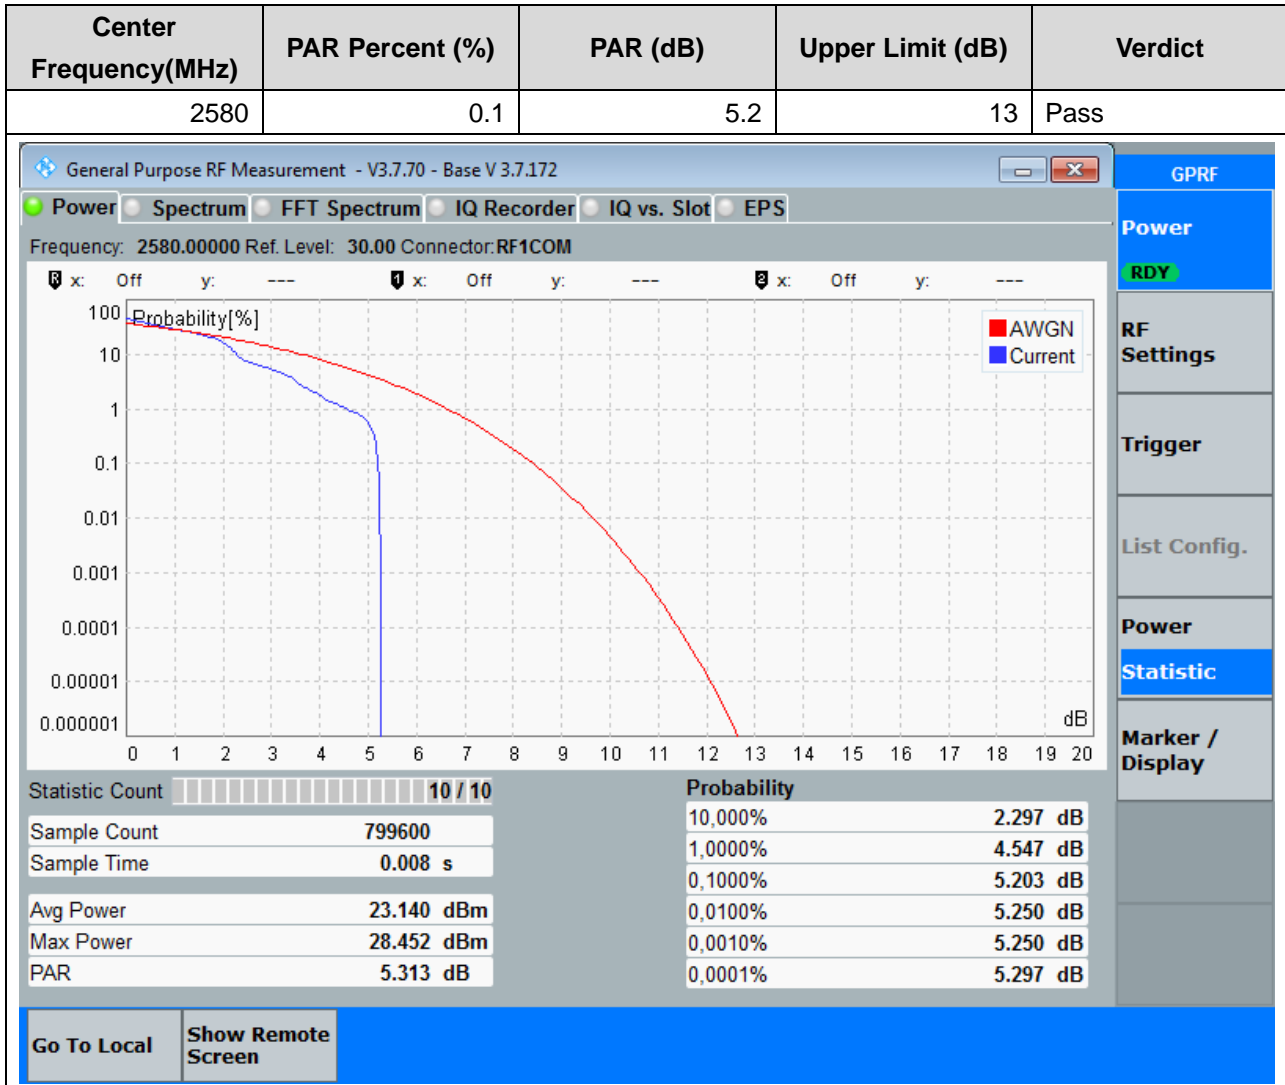 Center Frequency(MHz) PAR Percent (%) PAR (dB) Upper Limit (dB) Verdict
2580 0.1 5.2 13 Pass
General Purpose RF Measurement - V3.7.70 - Base V 3.7.172
GPRF
Power Spectrum FFT Spectrum IQ Recorder IQ vs. Slot EPS
Frequency: 2580.00000 Ref. Level: 30.00 Connector:RF1COM
R x: Off y: --- 1 x: Off y: --- 2 x: Off y: ---
Probability[%]
AWGN
Current
100
10
1
0.1
0.01
0.001
0.0001
0.00001
0.000001
dB
0 1 2 3 4 5 6 7 8 9 10 11 12 13 14 15 16 17 18 19 20
Statistic Count 10 / 10
Sample Count 799600
Sample Time 0.008 s
Avg Power 23.140 dBm
Max Power 28.452 dBm
PAR 5.313 dB
Probability
10,000% 2.297 dB
1,0000% 4.547 dB
0,1000% 5.203 dB
0,0100% 5.250 dB
0,0010% 5.250 dB
0,0001% 5.297 dB
Power
RDY
RF
Settings
Trigger
List Config.
Power
Statistic
Marker /
Display
Go To Local
Show Remote
Screen